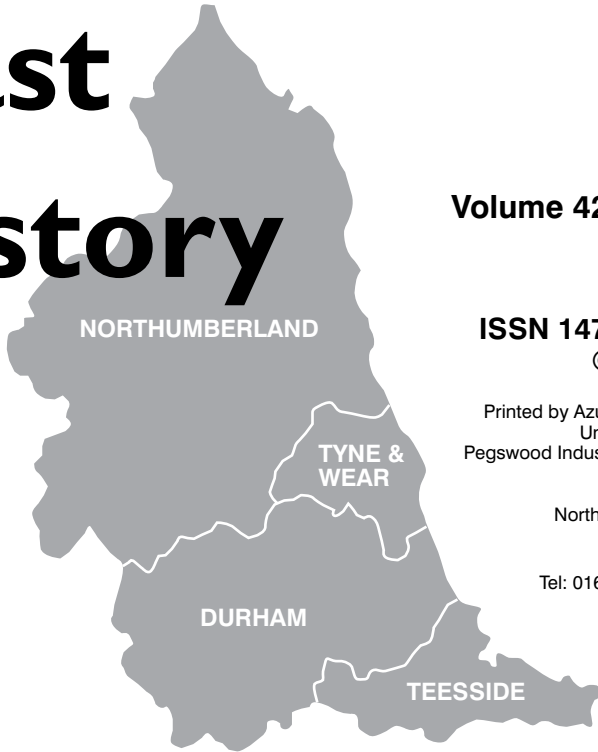 st
story
Volume 42
ISSN 147
Printed by Azu
Un
Pegswood Indus
North
Tel: 016
NORTHUMBERLAND
TYNE &
WEAR
DURHAM
TEESSIDE